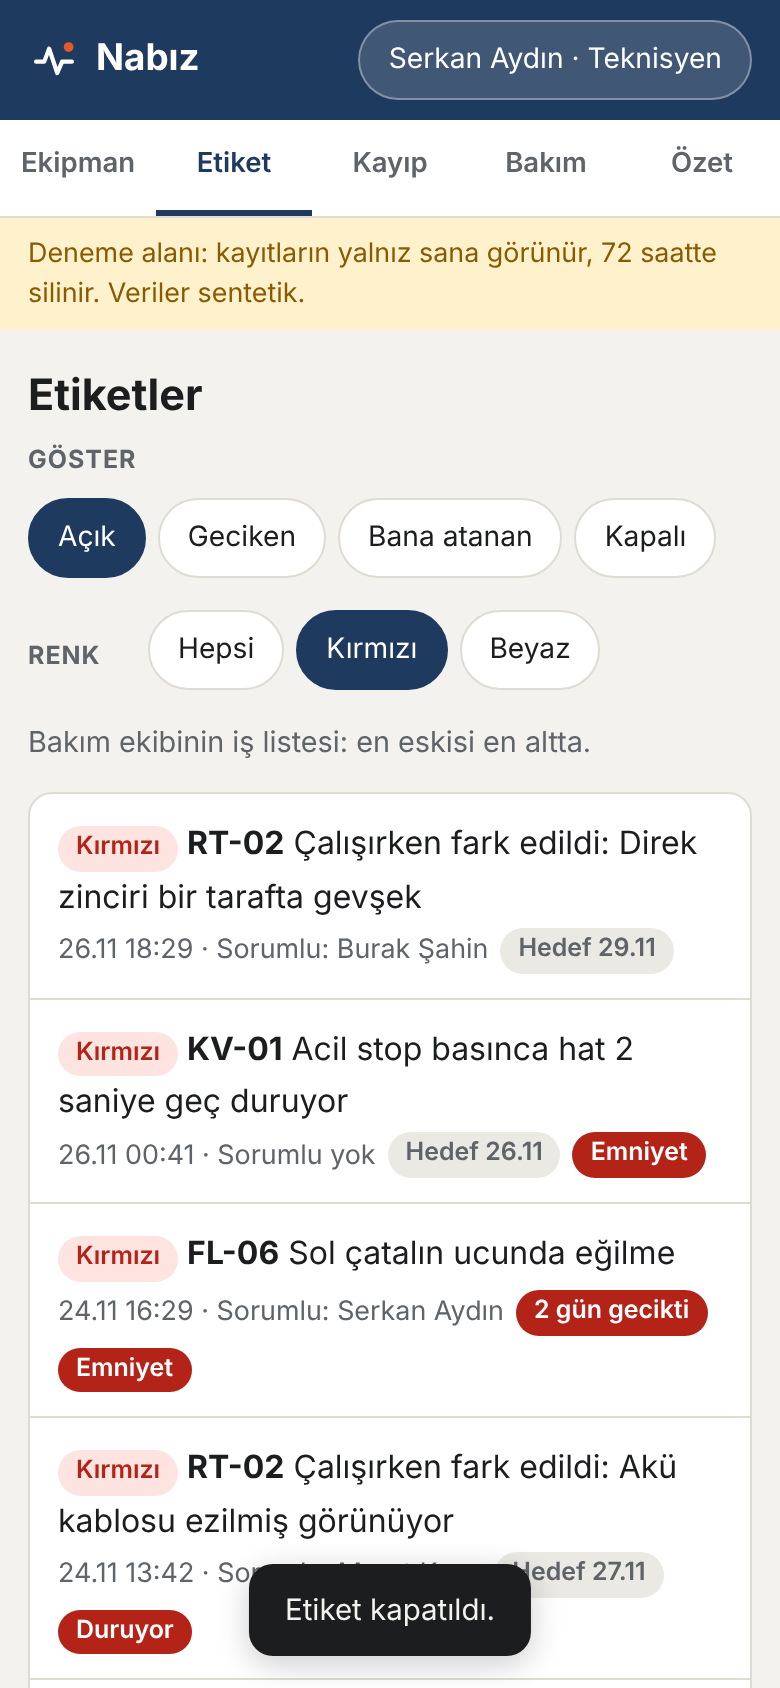 Nabız
Serkan Aydın · Teknisyen
Ekipman
Etiket
Kayıp
Bakım
Özet
Deneme alanı: kayıtların yalnız sana görünür, 72 saatte
silinir. Veriler sentetik.
Etiketler
GÖSTER
Açık
Geciken
Bana atanan
Kapalı
RENK
Hepsi
Kırmızı
Beyaz
Bakım ekibinin iş listesi: en eskisi en altta.
Kırmızı RT-02 Çalışırken fark edildi: Direk
zinciri bir tarafta gevşek
26.11 18:29 · Sorumlu: Burak Şahin Hedef 29.11
Kırmızı KV-01 Acil stop basınca hat 2
saniye geç duruyor
26.11 00:41 · Sorumlu yok Hedef 26.11 Emniyet
Kırmızı FL-06 Sol çatalın ucunda eğilme
24.11 16:29 · Sorumlu: Serkan Aydın 2 gün gecikti
Emniyet
Kırmızı RT-02 Çalışırken fark edildi: Akü
kablosu ezilmiş görünüyor
24.11 13:42 · Hedef 27.11
Duruyor
Etiket kapatıldı.